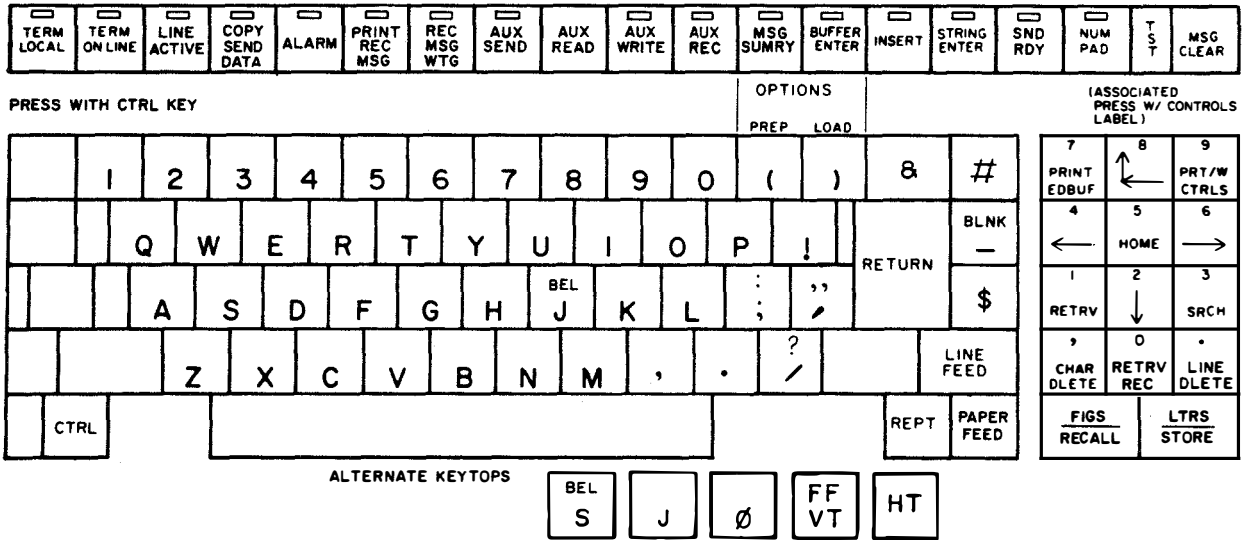 TERM LOCAL TERM ON LINE LINE ACTIVE COPY SEND DATA ALARM PRINT REC MSG REC MSG WTG AUX SEND AUX READ AUX WRITE AUX REC MSG SUMRY BUFFER ENTER INSERT STRING ENTER SND RDY NUM PAD TST MSG CLEAR
PRESS WITH CTRL KEY
OPTIONS
PREP LOAD
(ASSOCIATED
PRESS W/ CONTROLS
LABEL)
1 2 3 4 5 6 7 8 9 0 ( ) & #
Q W E R T Y U I O P ! RETURN BLNK –
A S D F G H BEL J K L : ; ,, , $
Z X C V B N M , . ? / LINE FEED
CTRL REPT PAPER FEED
7 PRINT EDBUF 8 9 PRT/W CTRLS
4 ← 5 HOME 6 →
1 RETRV 2 ↓ 3 SRCH
, CHAR DLETE 0 RETRV REC . LINE DLETE
FIGS RECALL LTRS STORE
ALTERNATE KEYTOPS
BEL S J Ø FF VT HT